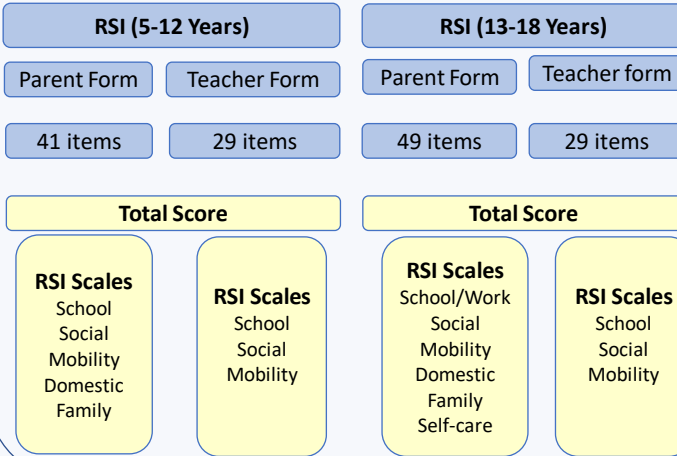 RSI (5-12 Years)
Parent Form
Teacher Form
41 items
29 items
Total Score
RSI Scales
School
Social
Mobility
Domestic
Family
RSI Scales
School
Social
Mobility
RSI (13-18 Years)
Parent Form
Teacher form
49 items
29 items
Total Score
RSI Scales
School/Work
Social
Mobility
Domestic
Family
Self-care
RSI Scales
School
Social
Mobility